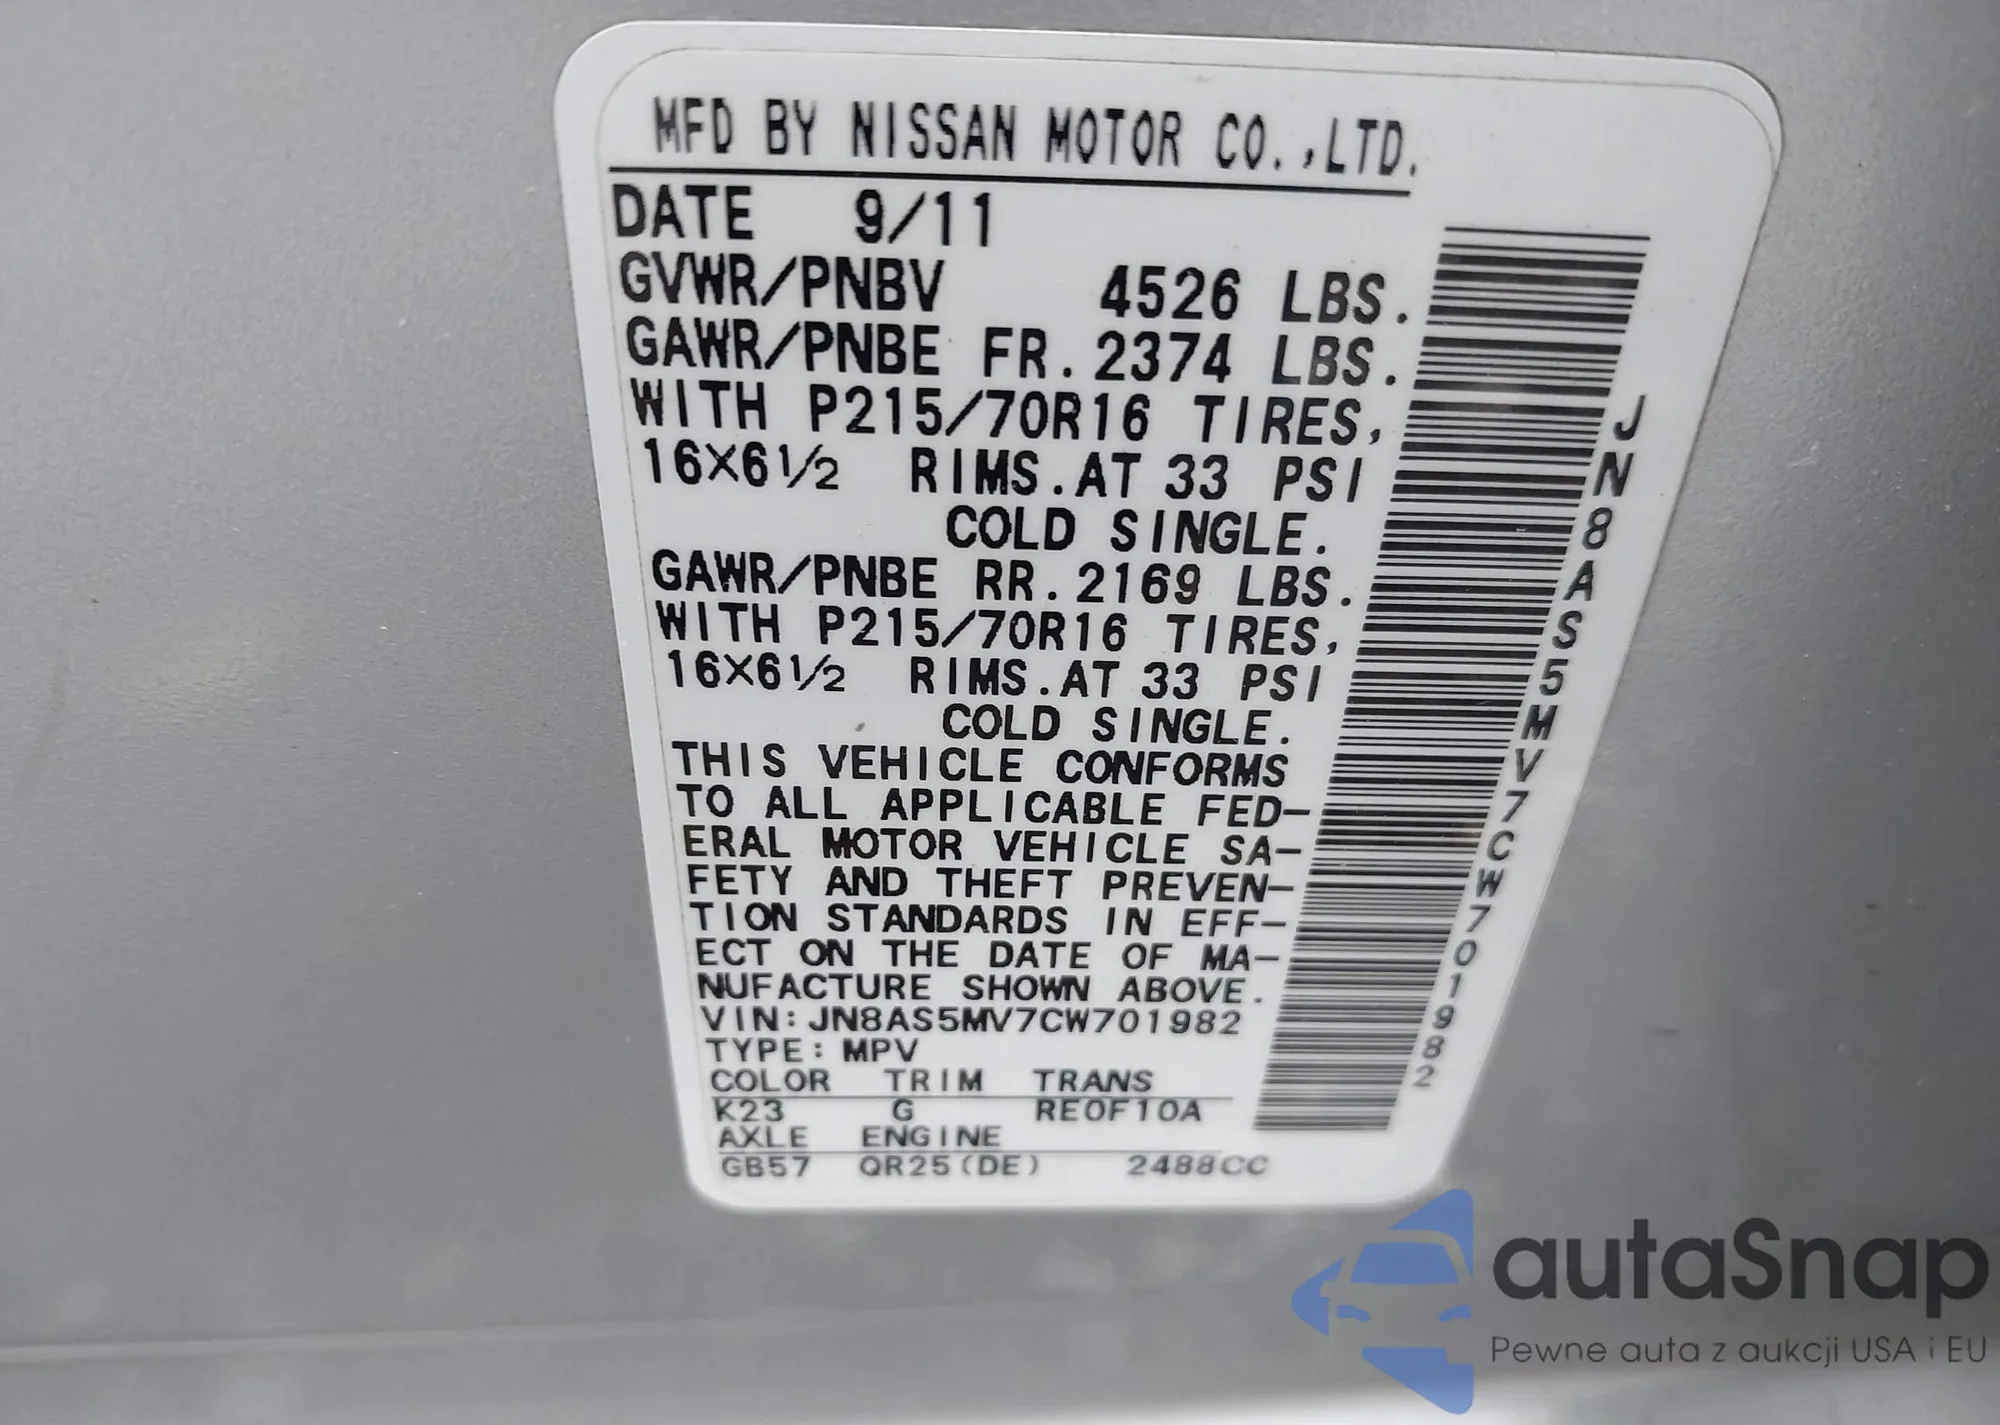 MFD BY NISSAN MOTOR CO.,LTD.
DATE 9/11
GVWR/PNBV 4526 LBS.
GAWR/PNBE FR.2374 LBS.
WITH P215/70R16 TIRES,
16X6½ RIMS.AT 33 PSI
COLD SINGLE.
GAWR/PNBE RR.2169 LBS.
WITH P215/70R16 TIRES,
16X6½ RIMS.AT 33 PSI
COLD SINGLE.
THIS VEHICLE CONFORMS
TO ALL APPLICABLE FED-
ERAL MOTOR VEHICLE SA-
FETY AND THEFT PREVEN-
TION STANDARDS IN EFF-
ECT ON THE DATE OF MA-
NUFACTURE SHOWN ABOVE.
VIN:JN8AS5MV7CW701982
TYPE:MPV
COLOR TRIM TRANS
K23 G RE0F10A
AXLE ENGINE
GB57 QR25(DE) 2488CC
JN8AS5MV7CW701982
autaSnap
Pewne auta z aukcji USA i EU